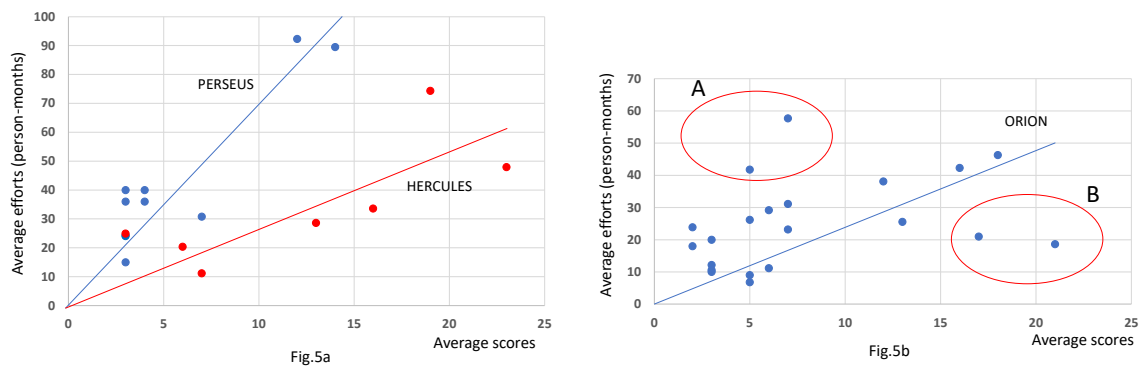 Average efforts (person-months)
100
90
80
70
60
50
40
30
20
10
0
PERSEUS
HERCULES
0 5 10 15 20 25
Average scores
Fig.5a
Average efforts (person-months)
70
60
50
40
30
20
10
0
A
ORION
B
0 5 10 15 20 25
Average scores
Fig.5b